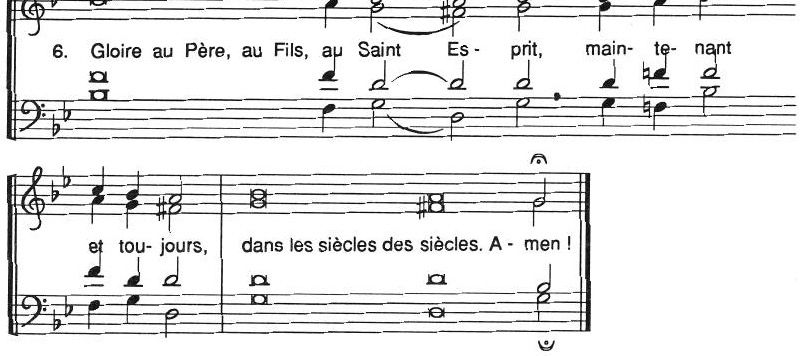 6. Gloire au Père, au Fils, au Saint Es - prit, main- te- nant
et tou- jours, dans les siècles des siècles. A - men !